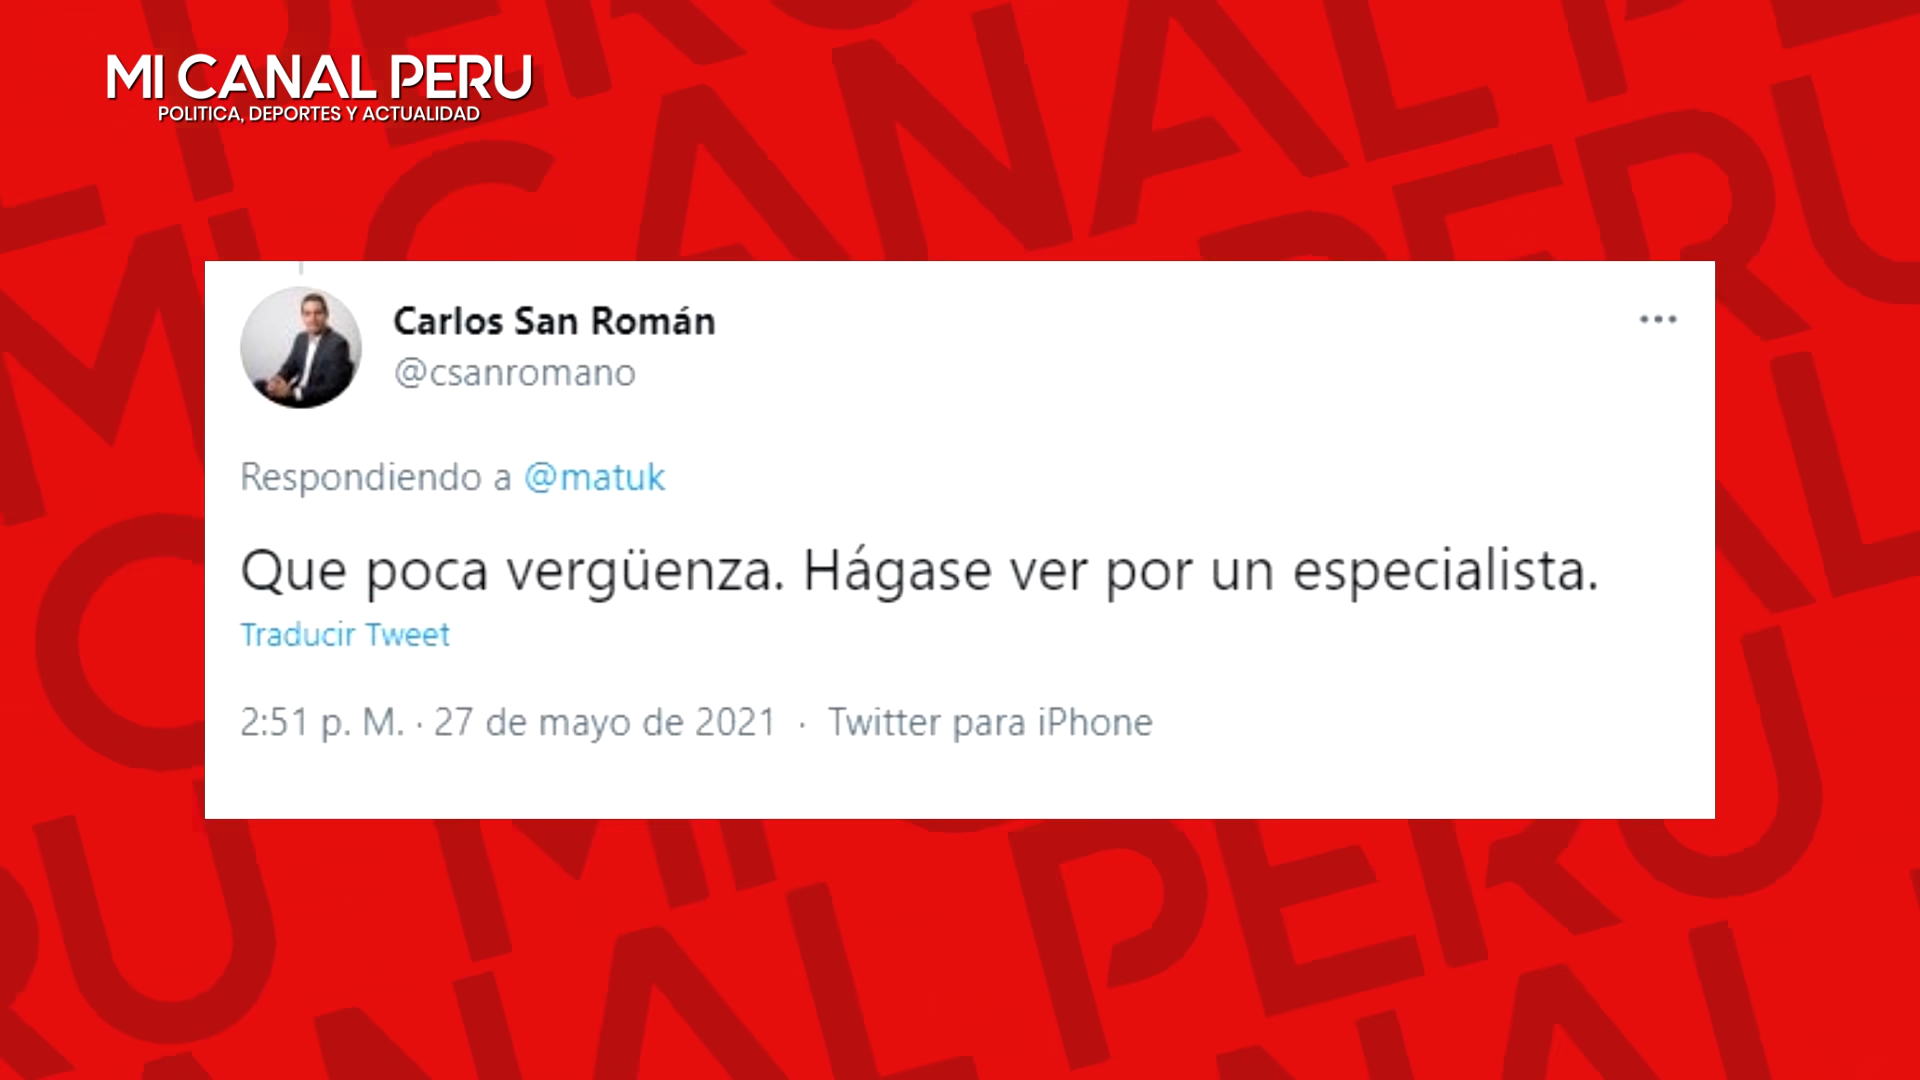 MI CANAL PERU
POLITICA, DEPORTES Y ACTUALIDAD
Carlos San Román
@csanromano
Respondiendo a @matuk
Que poca vergüenza. Hágase ver por un especialista.
Traducir Tweet
2:51 p. M. · 27 de mayo de 2021 · Twitter para iPhone